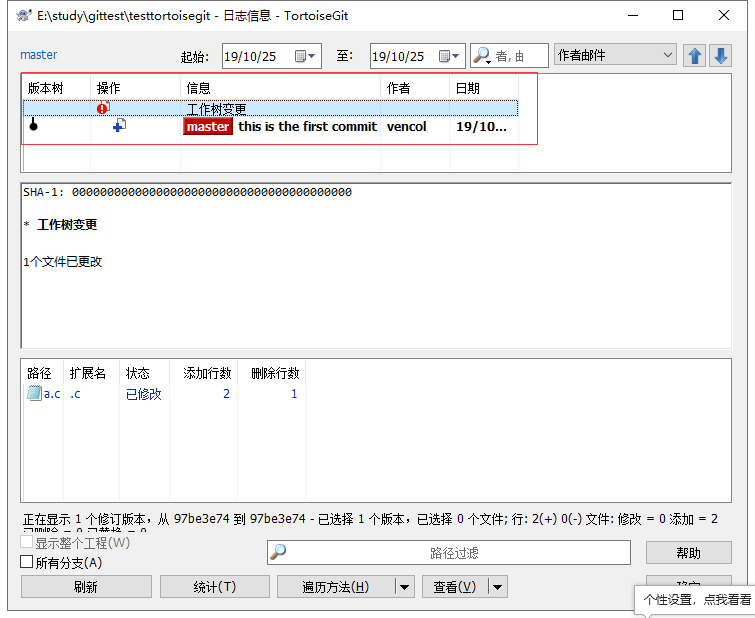 E:\study\gittest\testtortoisegit - 日志信息 - TortoiseGit
master 起始: 19/10/25 至: 19/10/25 者, 由 作者邮件
版本树 操作 信息 作者 日期
工作树变更
master this is the first commit vencol 19/10...
SHA-1: 0000000000000000000000000000000000000000
* 工作树变更
1个文件已更改
路径 扩展名 状态 添加行数 删除行数
a.c .c 已修改 2 1
正在显示 1 个修订版本，从 97be3e74 到 97be3e74 - 已选择 1 个版本，已选择 0 个文件; 行: 2(+) 0(-) 文件: 修改 = 0 添加 = 2
已删除 = 0 已替换 = 0
显示整个工程(W)
路径过滤 帮助
所有分支(A)
刷新 统计(T) 遍历方法(H) 查看(V) 确定
个性设置，点我看看